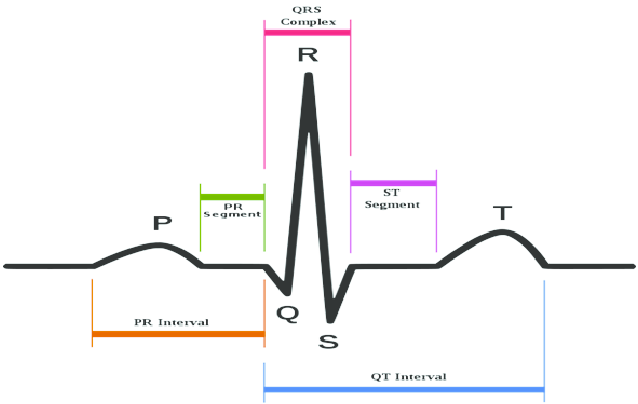 QRS
Complex
R
PR
Segment
ST
Segment
P
T
Q
S
PR Interval
QT Interval